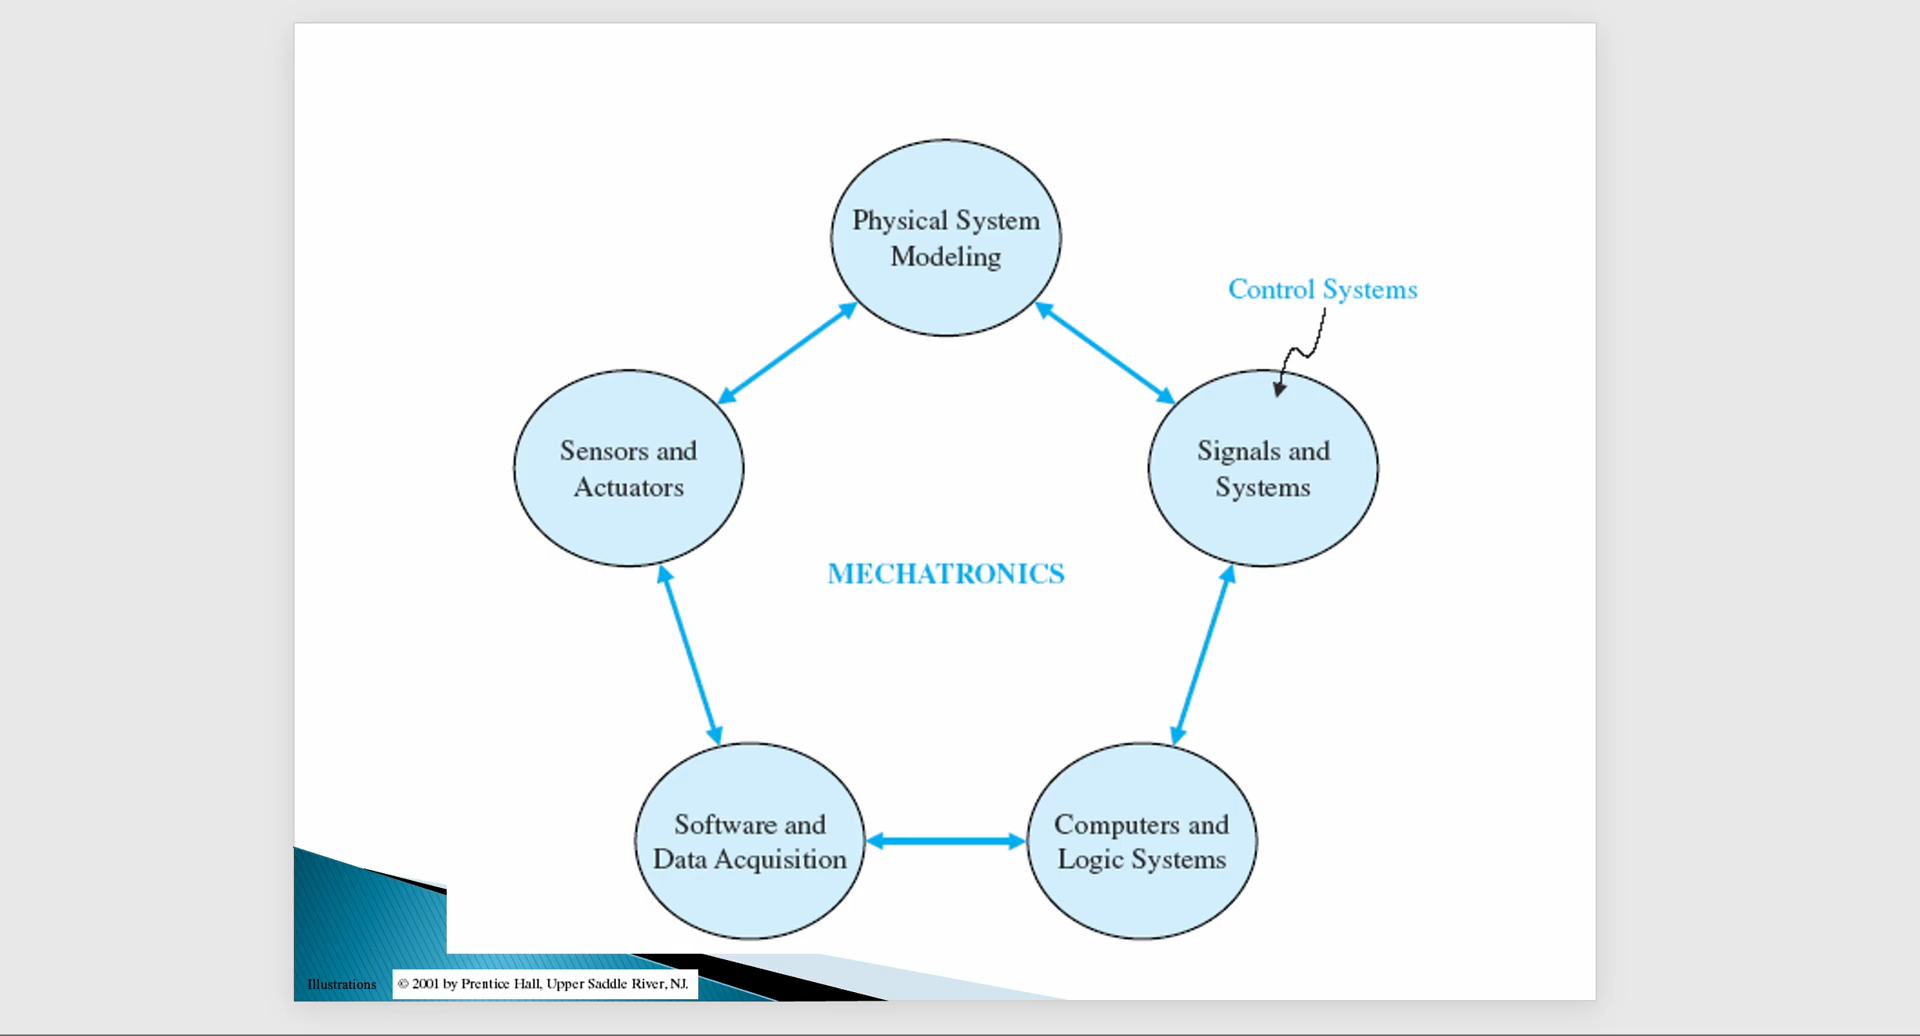 Physical System
Modeling
Control Systems
Sensors and
Actuators
Signals and
Systems
MECHATRONICS
Software and
Data Acquisition
Computers and
Logic Systems
Illustrations
© 2001 by Prentice Hall, Upper Saddle River, NJ.